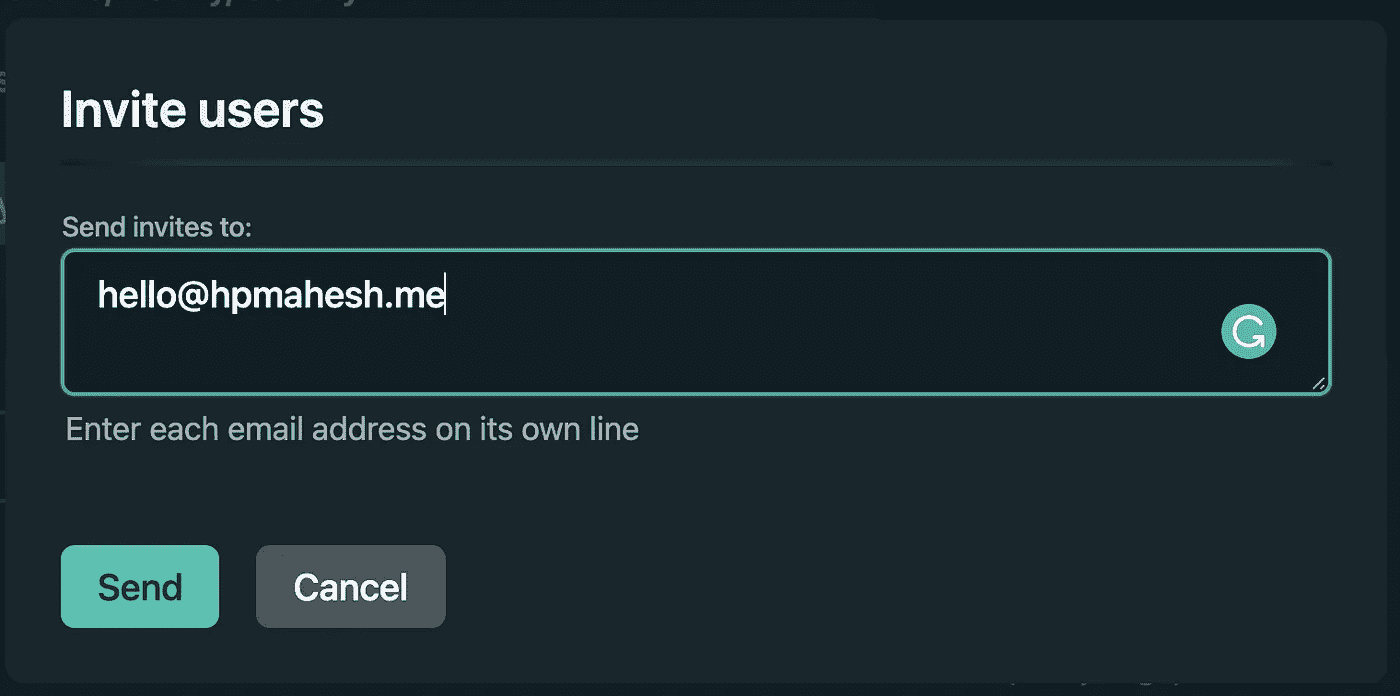 Invite users
Send invites to:
hello@hpmahesh.me
Enter each email address on its own line
Send Cancel